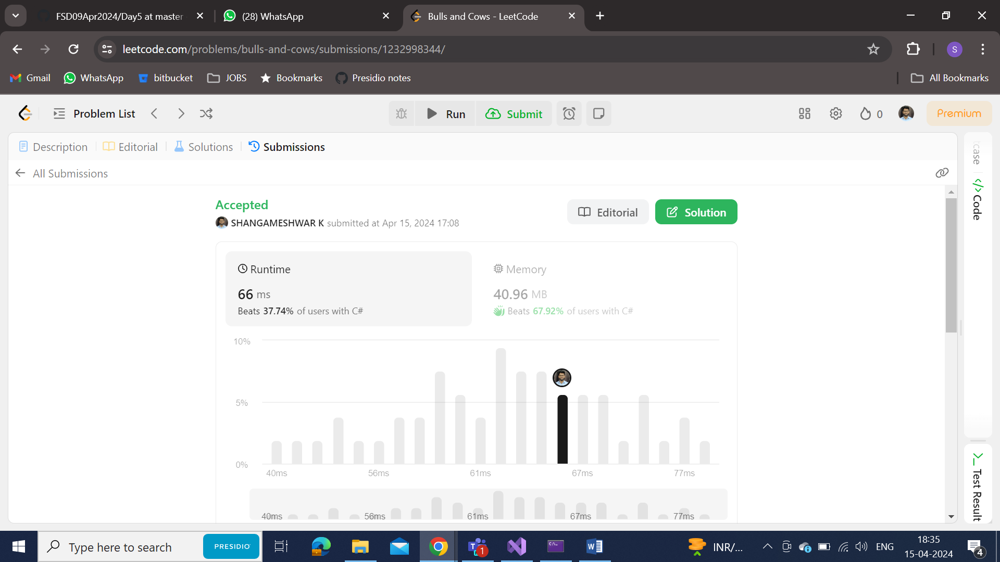 FSD09Apr2024/Day5 at master
(28) WhatsApp
Bulls and Cows - LeetCode
leetcode.com/problems/bulls-and-cows/submissions/1232998344/
S
Gmail
WhatsApp
bitbucket
JOBS
Bookmarks
Presidio notes
All Bookmarks
Problem List
Run
Submit
0
Premium
Description
Editorial
Solutions
Submissions
All Submissions
Accepted
SHANGAMESHWAR K submitted at Apr 15, 2024 17:08
Editorial
Solution
Runtime
66 ms
Beats 37.74% of users with C#
Memory
40.96 MB
Beats 67.92% of users with C#
10%
5%
0%
40ms 56ms 61ms 67ms 77ms
40ms 56ms 61ms 67ms 77ms
tcase
</> Code
Test Result
Type here to search
PRESIDIO
1
INR/...
ENG
18:35
15-04-2024
4